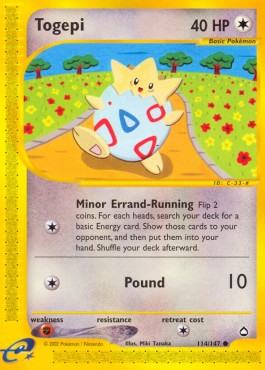 Togepi 40 HP
Basic Pokémon
ID: C-33-#
Minor Errand-Running Flip 2
coins. For each heads, search your deck for a
basic Energy card. Show those cards to your
opponent, and then put them into your
hand. Shuffle your deck afterward.
Pound 10
weakness resistance retreat cost
Illus. Miki Tanaka
114/147
©2002 Pokémon / Nintendo
e